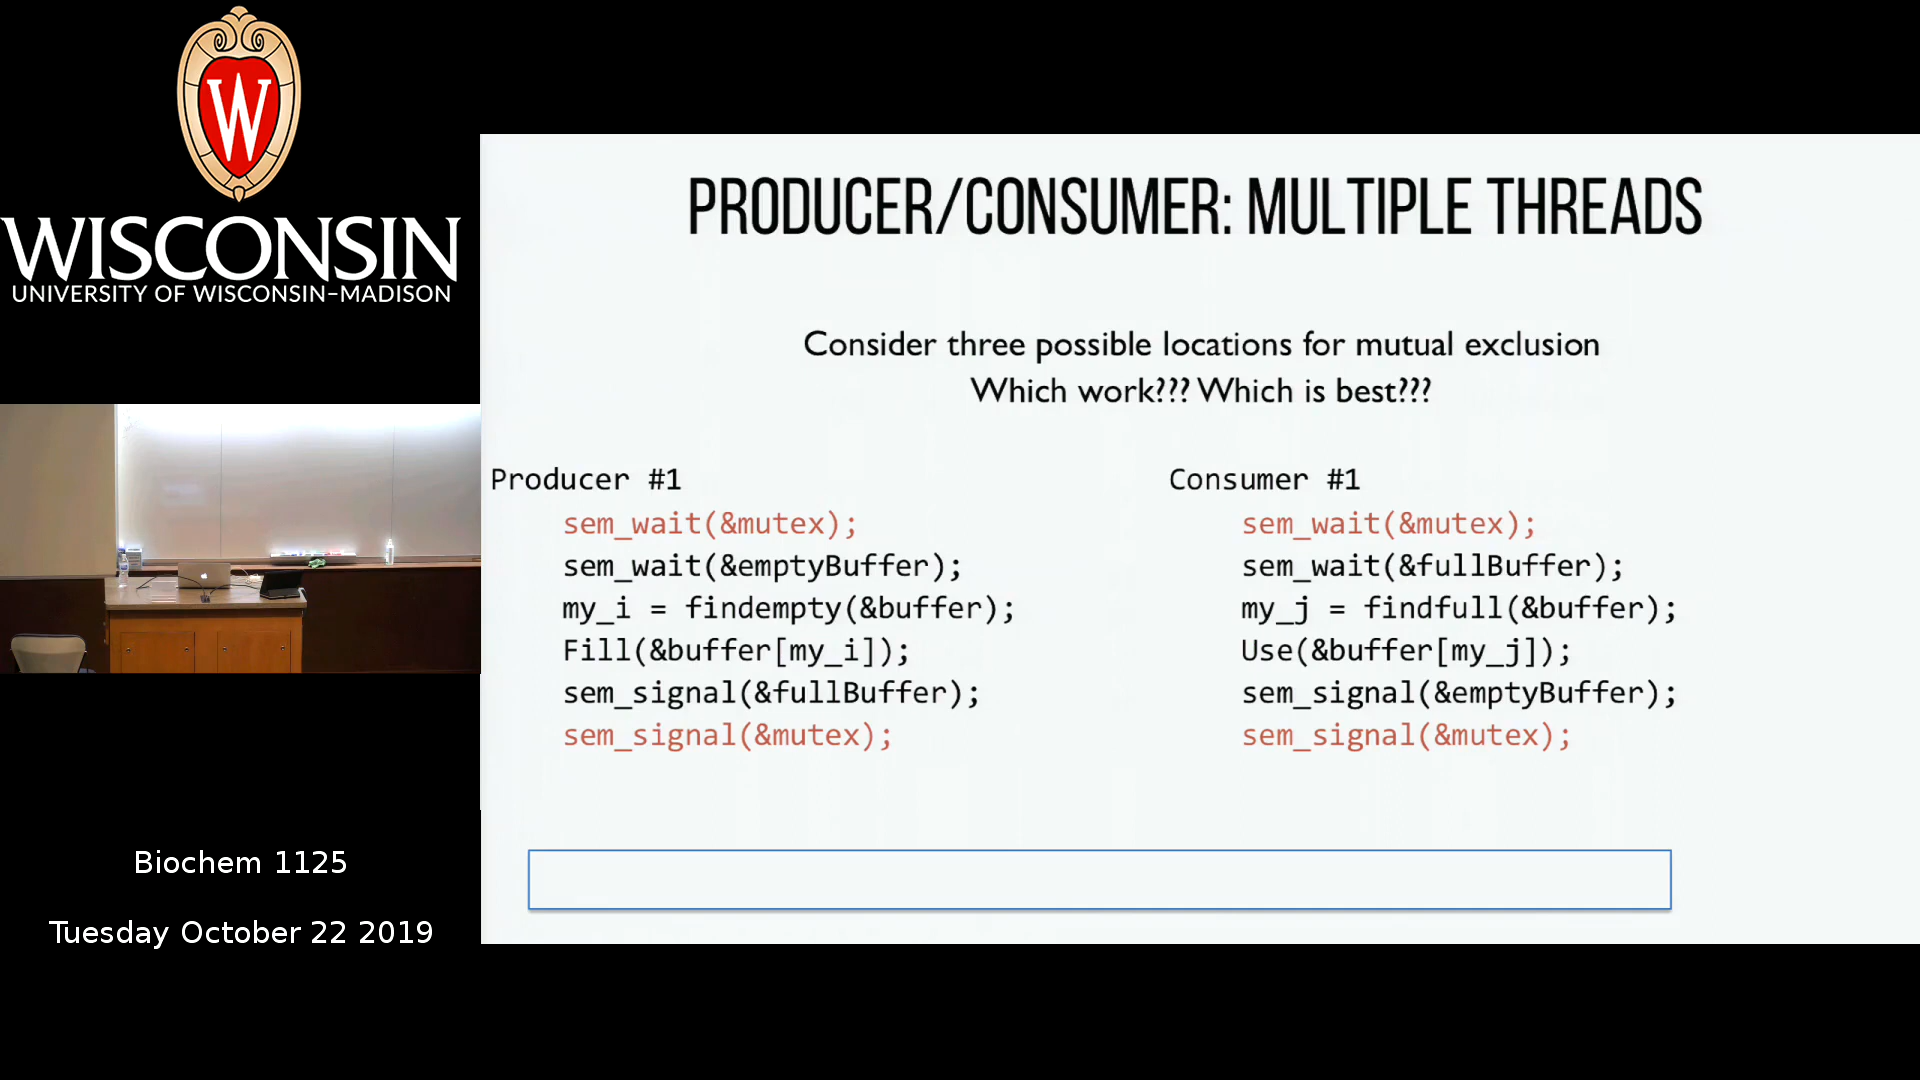 W
WISCONSIN
UNIVERSITY OF WISCONSIN-MADISON
Biochem 1125
Tuesday October 22 2019
PRODUCER/CONSUMER: MULTIPLE THREADS
Consider three possible locations for mutual exclusion
Which work??? Which is best???
Producer #1
sem_wait(&mutex);
sem_wait(&emptyBuffer);
my_i = findempty(&buffer);
Fill(&buffer[my_i]);
sem_signal(&fullBuffer);
sem_signal(&mutex);
Consumer #1
sem_wait(&mutex);
sem_wait(&fullBuffer);
my_j = findfull(&buffer);
Use(&buffer[my_j]);
sem_signal(&emptyBuffer);
sem_signal(&mutex);